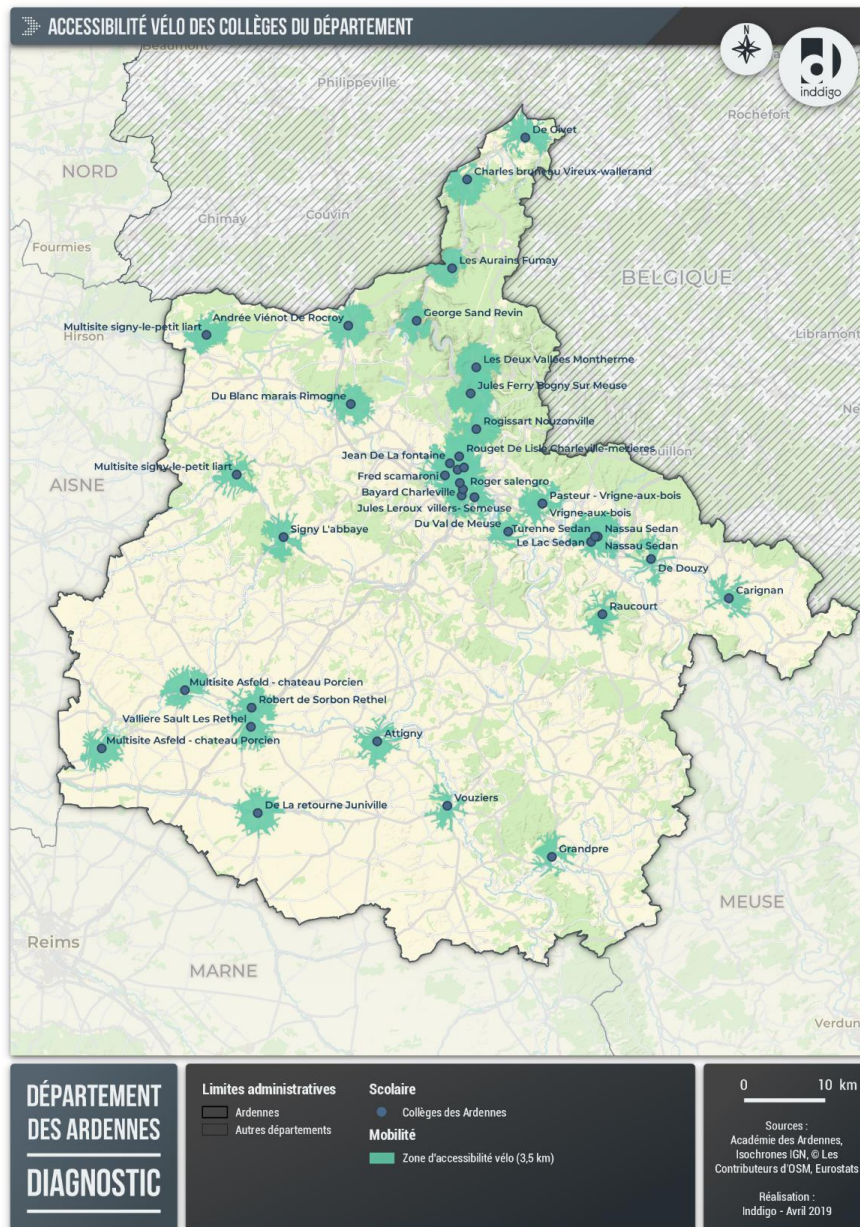 ACCESSIBILITÉ VÉLO DES COLLÈGES DU DÉPARTEMENT
N
inddigo
Beaumont
Philippeville
Rochefort
De Givet
NORD
Charles bruneau Vireux-wallerand
Chimay
Couvin
Fourmies
Les Aurains Fumay
BELGIQUE
Andrée Viénot De Rocroy
George Sand Revin
Multisite signy-le-petit liart
Hirson
Libramont
Les Deux Vallées Montherme
Jules Ferry Bogny Sur Meuse
Du Blanc marais Rimogne
Rogissart Nouzonville
Jean De La fontaine
Rouget De Lisle Charleville-mezieres
Multisite signy-le-petit liart
Fred scamaroni
Roger salengro
AISNE
Bayard Charleville
Pasteur - Vrigne-aux-bois
Jules Leroux villers- Semeuse
Vrigne-aux-bois
Du Val de Meuse
Turenne Sedan
Nassau Sedan
Signy L'abbaye
Le Lac Sedan
Nassau Sedan
De Douzy
Carignan
Raucourt
Multisite Asfeld - chateau Porcien
Robert de Sorbon Rethel
Valliere Sault Les Rethel
Attigny
Multisite Asfeld - chateau Porcien
De La retourne Juniville
Vouziers
Grandpre
MEUSE
Reims
MARNE
Verdun
DÉPARTEMENT
DES ARDENNES
DIAGNOSTIC
Limites administratives
Ardennes
Autres départements
Scolaire
Collèges des Ardennes
Mobilité
Zone d'accessibilité vélo (3,5 km)
0 10 km
Sources :
Académie des Ardennes,
Isochrones IGN, © Les
Contributeurs d'OSM, Eurostats
Réalisation :
Inddigo - Avril 2019